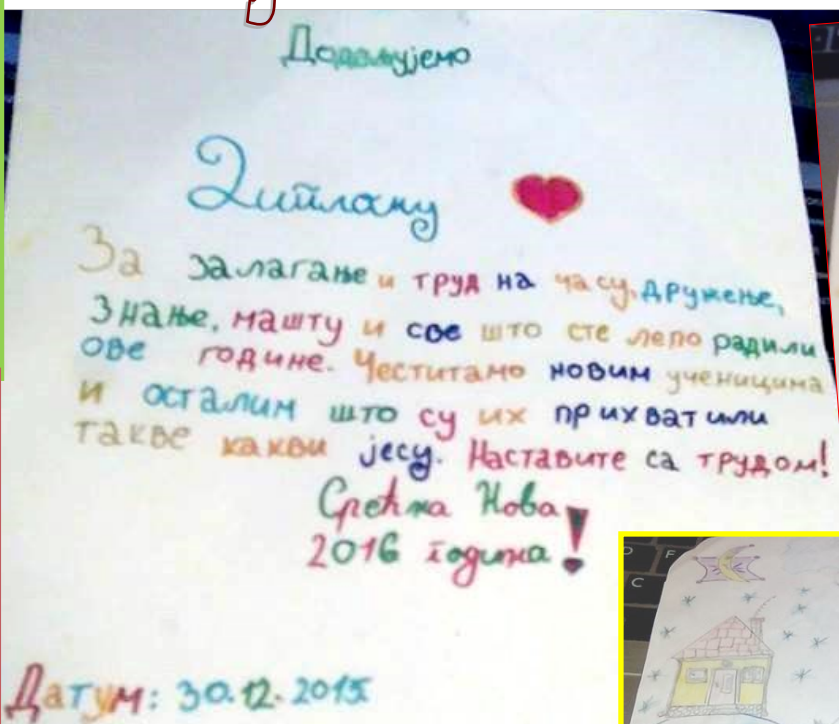 Додељујемо
Диплому
За залагање и труд на часу, дружење,
знање, машту и све што сте лепо радили
ове године. Честитамо новим ученицима
и осталим што су их прихватили
такве какви јесу. Наставите са трудом!
Срећна Нова
2016 година!
Датум: 30.12.2015